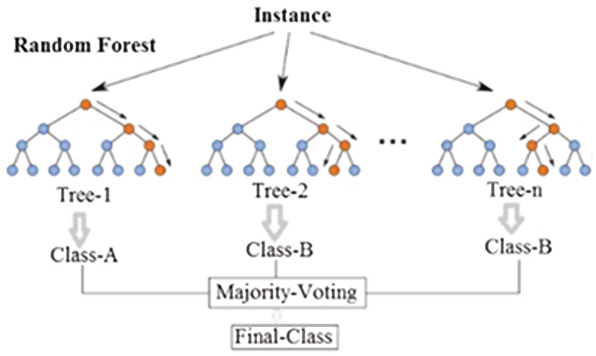 Instance
Random Forest
...
Tree-1
Tree-2
Tree-n
Class-A
Class-B
Class-B
Majority-Voting
Final-Class